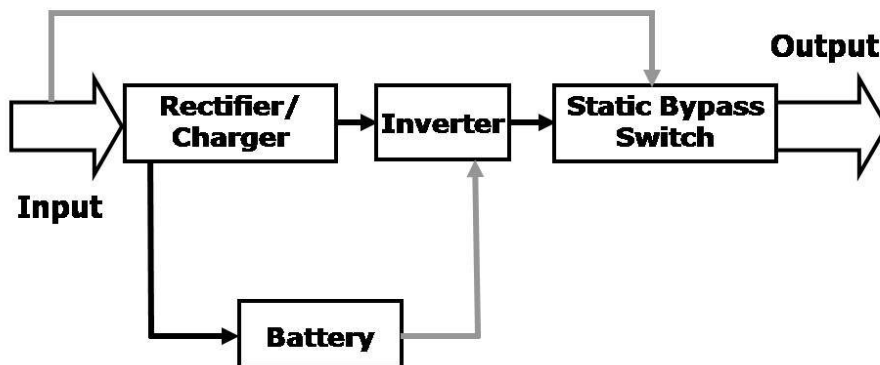 Output
Rectifier/
Charger
Inverter
Static Bypass
Switch
Input
Battery